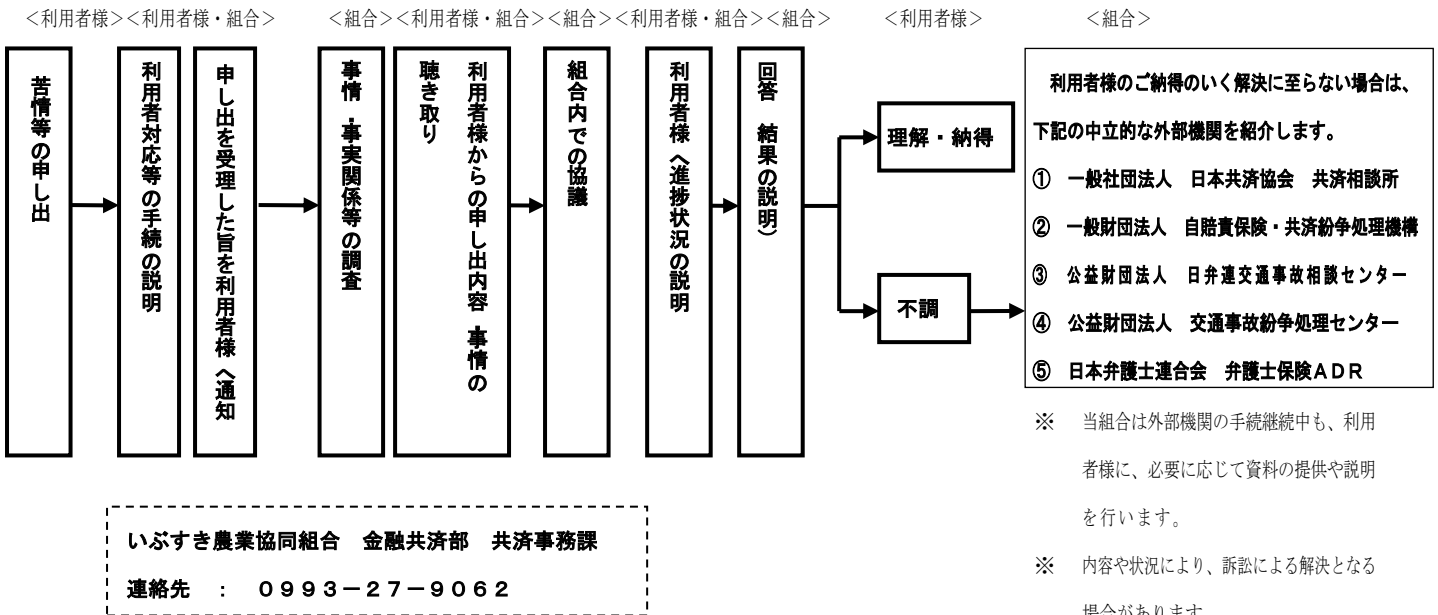 ＜利用者様＞＜利用者様・組合＞　＜組合＞＜利用者様・組合＞＜組合＞＜利用者様・組合＞＜組合＞　＜利用者様＞　＜組合＞
苦情等の申し出
利用者対応等の手続の説明
申し出を受理した旨を利用者様へ通知
事情・事実関係等の調査
利用者様からの申し出内容・事情の
聴き取り
組合内での協議
利用者様へ進捗状況の説明
回答　結果の説明）
理解・納得
不調
利用者様のご納得のいく解決に至らない場合は、
下記の中立的な外部機関を紹介します。
①　一般社団法人　日本共済協会　共済相談所
②　一般財団法人　自賠責保険・共済紛争処理機構
③　公益財団法人　日弁連交通事故相談センター
④　公益財団法人　交通事故紛争処理センター
⑤　日本弁護士連合会　弁護士保険ＡＤＲ
※　当組合は外部機関の手続継続中も、利用
者様に、必要に応じて資料の提供や説明
を行います。
※　内容や状況により、訴訟による解決となる
場合があります
いぶすき農業協同組合　金融共済部　共済事務課
連絡先　：　０９９３－２７－９０６２